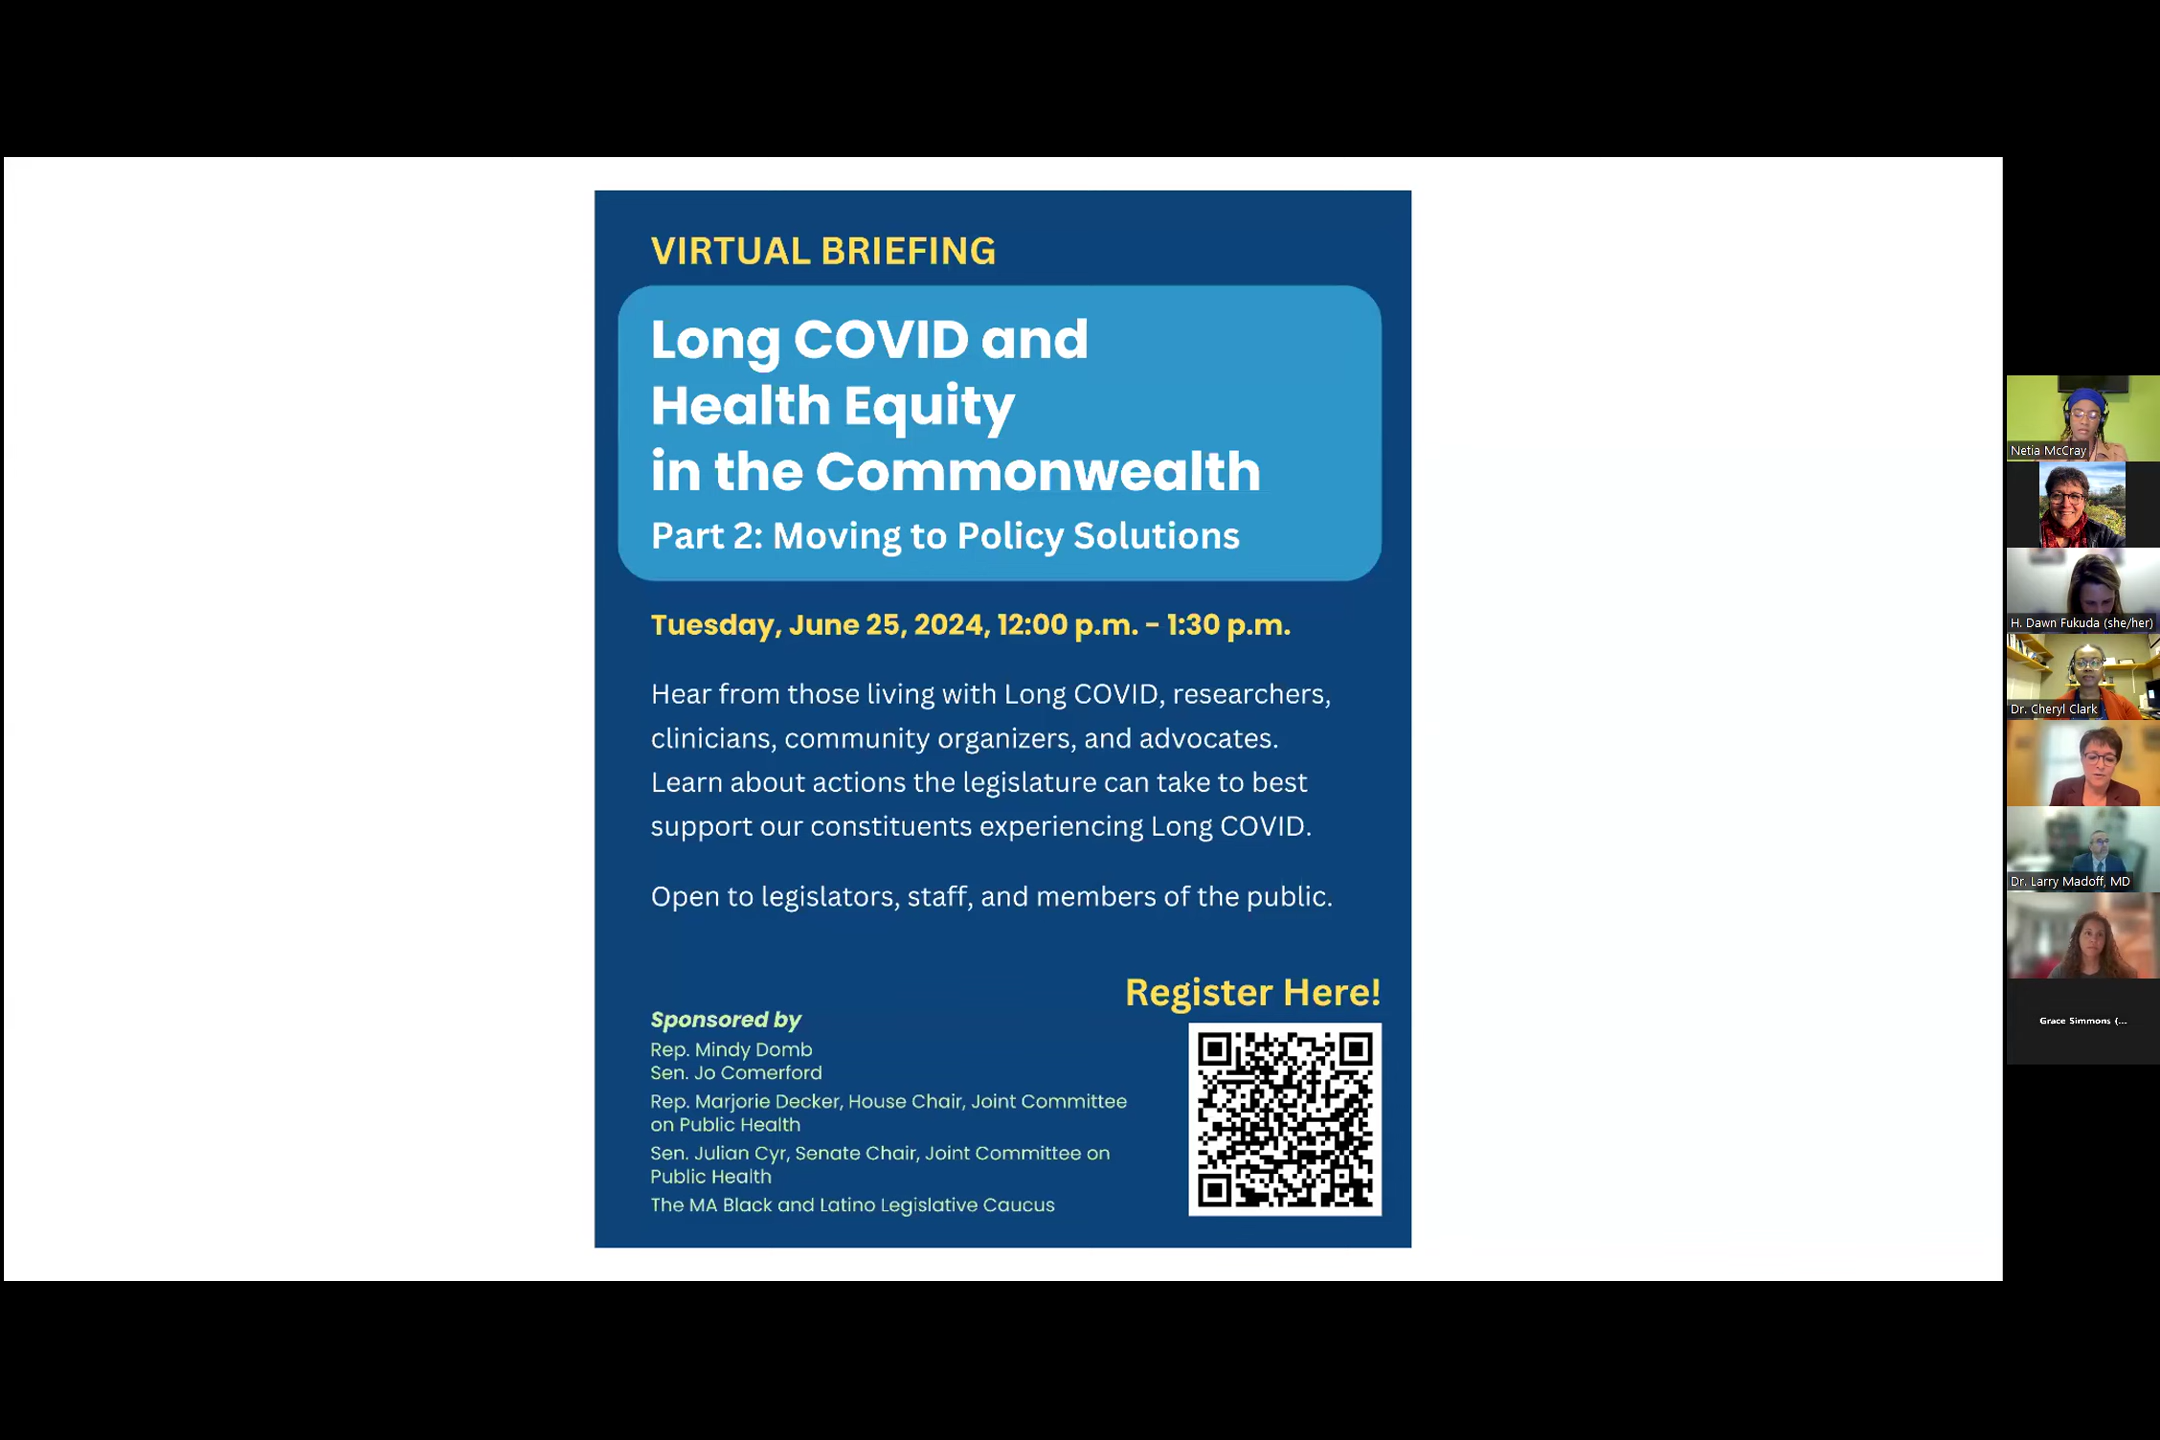 VIRTUAL BRIEFING
Long COVID and
Health Equity
in the Commonwealth
Part 2: Moving to Policy Solutions
Tuesday, June 25, 2024, 12:00 p.m. - 1:30 p.m.
Hear from those living with Long COVID, researchers,
clinicians, community organizers, and advocates.
Learn about actions the legislature can take to best
support our constituents experiencing Long COVID.
Open to legislators, staff, and members of the public.
Register Here!
Sponsored by
Rep. Mindy Domb
Sen. Jo Comerford
Rep. Marjorie Decker, House Chair, Joint Committee
on Public Health
Sen. Julian Cyr, Senate Chair, Joint Committee on
Public Health
The MA Black and Latino Legislative Caucus
Netia McCray
H. Dawn Fukuda (she/her)
Dr. Cheryl Clark
Dr. Larry Madoff, MD
Grace Simmons (...